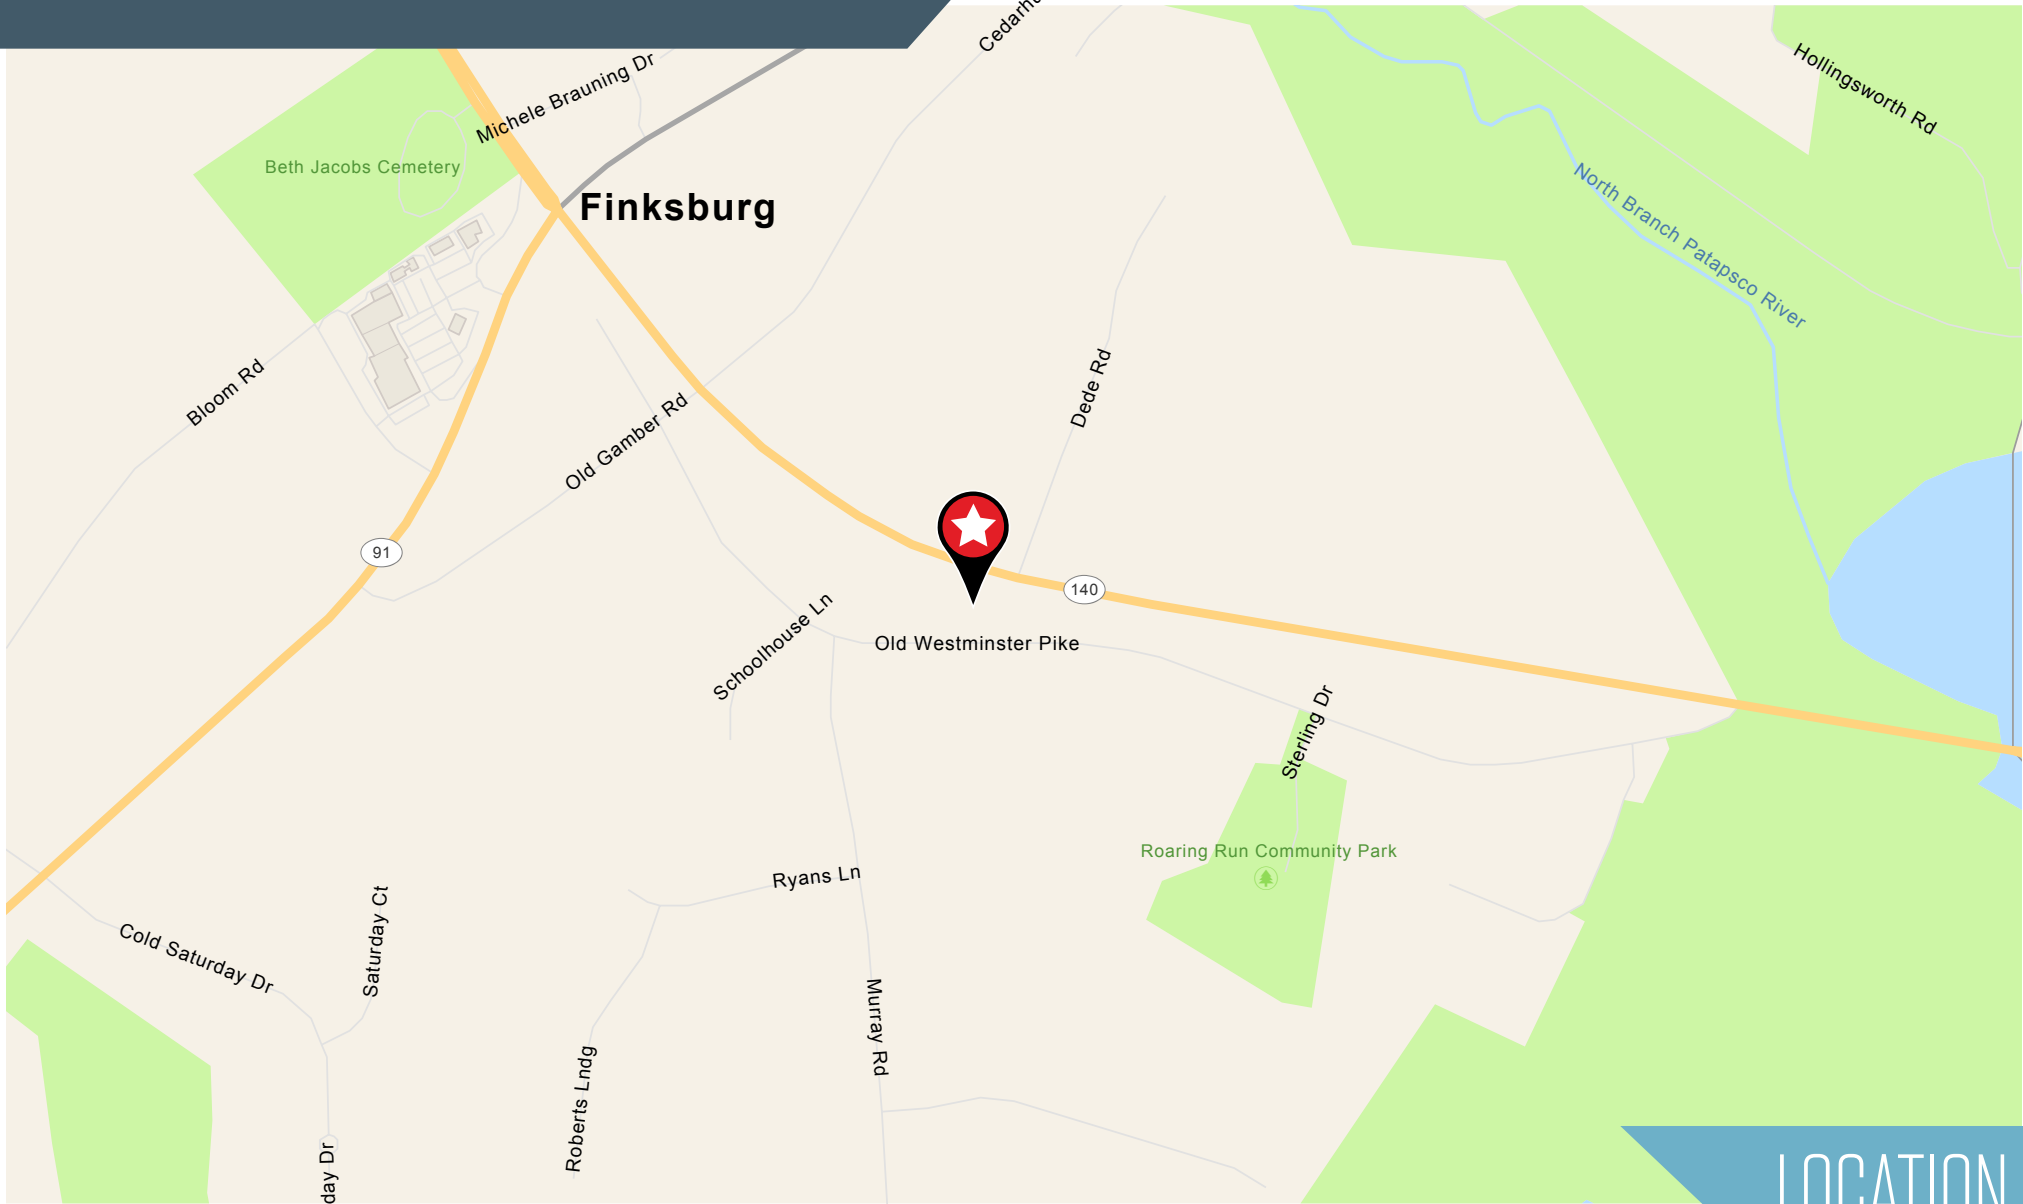 Michele Brauning Dr
Hollingsworth Rd
Beth Jacobs Cemetery
Finksburg
North Branch Patapsco River
Bloom Rd
Old Gamber Rd
Dede Rd
91
140
Schoolhouse Ln
Old Westminster Pike
Sterling Dr
Roaring Run Community Park
Ryans Ln
Saturday Ct
Cold Saturday Dr
Murray Rd
Roberts Lndg
day Dr
LOCATION